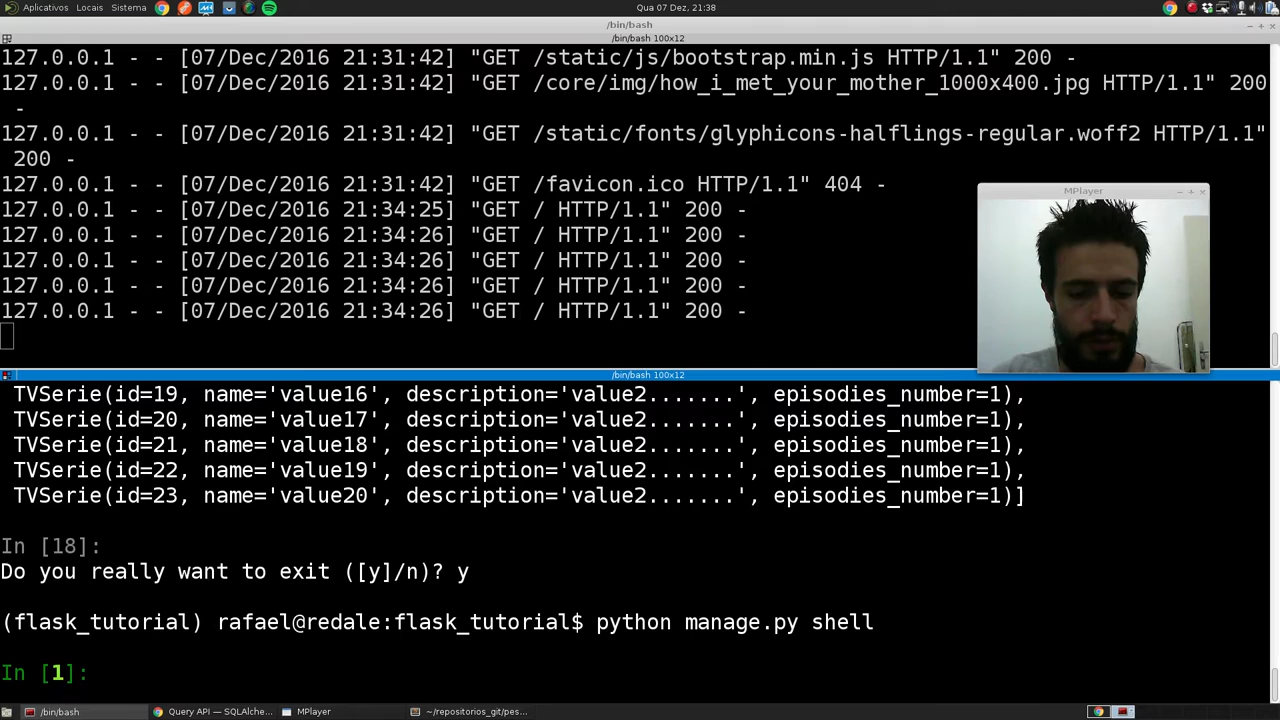 Aplicativos Locais Sistema
Qua 07 Dez, 21:38
/bin/bash
/bin/bash 100x12
127.0.0.1 - - [07/Dec/2016 21:31:42] "GET /static/js/bootstrap.min.js HTTP/1.1" 200 -
127.0.0.1 - - [07/Dec/2016 21:31:42] "GET /core/img/how_i_met_your_mother_1000x400.jpg HTTP/1.1" 200
-
127.0.0.1 - - [07/Dec/2016 21:31:42] "GET /static/fonts/glyphicons-halflings-regular.woff2 HTTP/1.1"
200 -
127.0.0.1 - - [07/Dec/2016 21:31:42] "GET /favicon.ico HTTP/1.1" 404 -
127.0.0.1 - - [07/Dec/2016 21:34:25] "GET / HTTP/1.1" 200 -
127.0.0.1 - - [07/Dec/2016 21:34:26] "GET / HTTP/1.1" 200 -
127.0.0.1 - - [07/Dec/2016 21:34:26] "GET / HTTP/1.1" 200 -
127.0.0.1 - - [07/Dec/2016 21:34:26] "GET / HTTP/1.1" 200 -
127.0.0.1 - - [07/Dec/2016 21:34:26] "GET / HTTP/1.1" 200 -
MPlayer
/bin/bash 100x12
TVSerie(id=19, name='value16', description='value2.......', episodies_number=1),
TVSerie(id=20, name='value17', description='value2.......', episodies_number=1),
TVSerie(id=21, name='value18', description='value2.......', episodies_number=1),
TVSerie(id=22, name='value19', description='value2.......', episodies_number=1),
TVSerie(id=23, name='value20', description='value2.......', episodies_number=1)]
In [18]:
Do you really want to exit ([y]/n)? y
(flask_tutorial) rafael@redale:flask_tutorial$ python manage.py shell
In [1]:
/bin/bash
Query API — SQLAlche...
MPlayer
~/repositorios_git/pes...